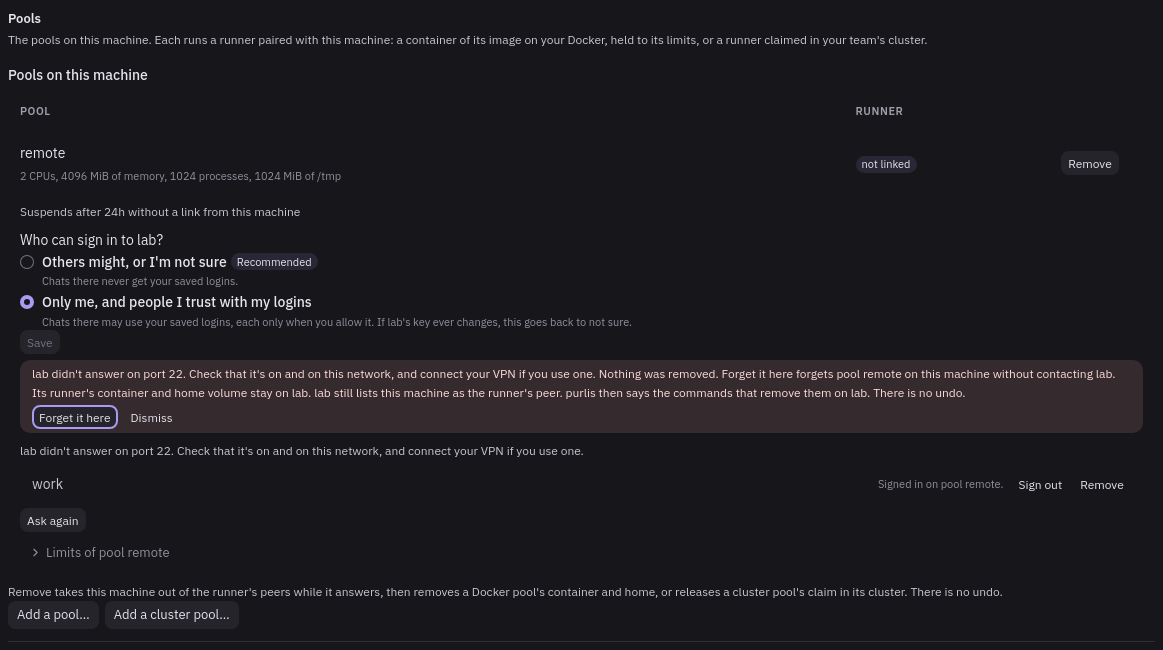 Pools
The pools on this machine. Each runs a runner paired with this machine: a container of its image on your Docker, held to its limits, or a runner claimed in your team's cluster.
Pools on this machine
POOL RUNNER
remote
2 CPUs, 4096 MiB of memory, 1024 processes, 1024 MiB of /tmp
not linked
Remove
Suspends after 24h without a link from this machine
Who can sign in to lab?
Others might, or I'm not sure Recommended
Chats there never get your saved logins.
Only me, and people I trust with my logins
Chats there may use your saved logins, each only when you allow it. If lab's key ever changes, this goes back to not sure.
Save
lab didn't answer on port 22. Check that it's on and on this network, and connect your VPN if you use one. Nothing was removed. Forget it here forgets pool remote on this machine without contacting lab.
Its runner's container and home volume stay on lab. lab still lists this machine as the runner's peer. purlis then says the commands that remove them on lab. There is no undo.
Forget it here Dismiss
lab didn't answer on port 22. Check that it's on and on this network, and connect your VPN if you use one.
work Signed in on pool remote. Sign out Remove
Ask again
Limits of pool remote
Remove takes this machine out of the runner's peers while it answers, then removes a Docker pool's container and home, or releases a cluster pool's claim in its cluster. There is no undo.
Add a pool... Add a cluster pool...